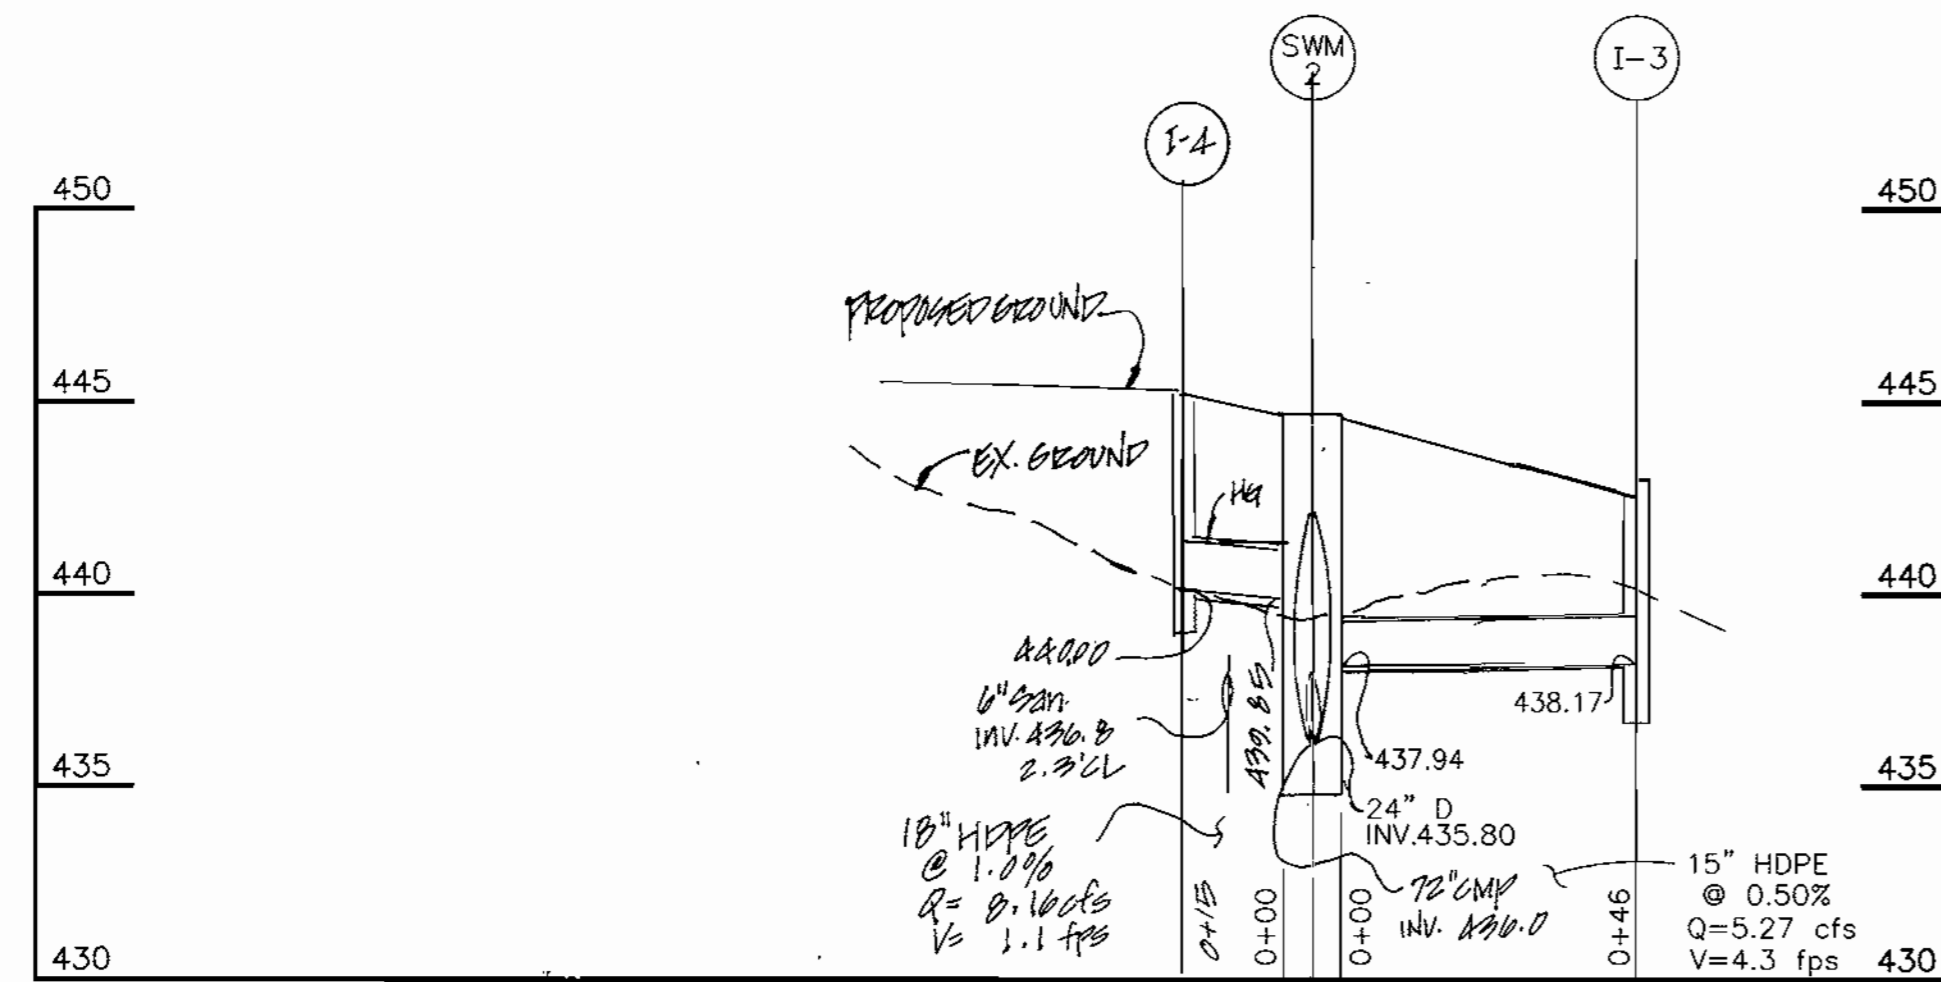 SWM
2
I-3
I-4
450
450
PROPOSED GROUND
445
445
EX. GROUND
HG
440
440
440.00
6" San.
INV. 436.8
2.3' CL
439.85
438.17
437.94
435
435
24" D
INV.435.80
18" HDPE
@ 1.0%
Q= 8.16 cfs
V= 1.1 fps
72" CMP
INV. 436.0
15" HDPE
@ 0.50%
Q=5.27 cfs
V=4.3 fps
0+15
0+00
0+00
0+46
430
430